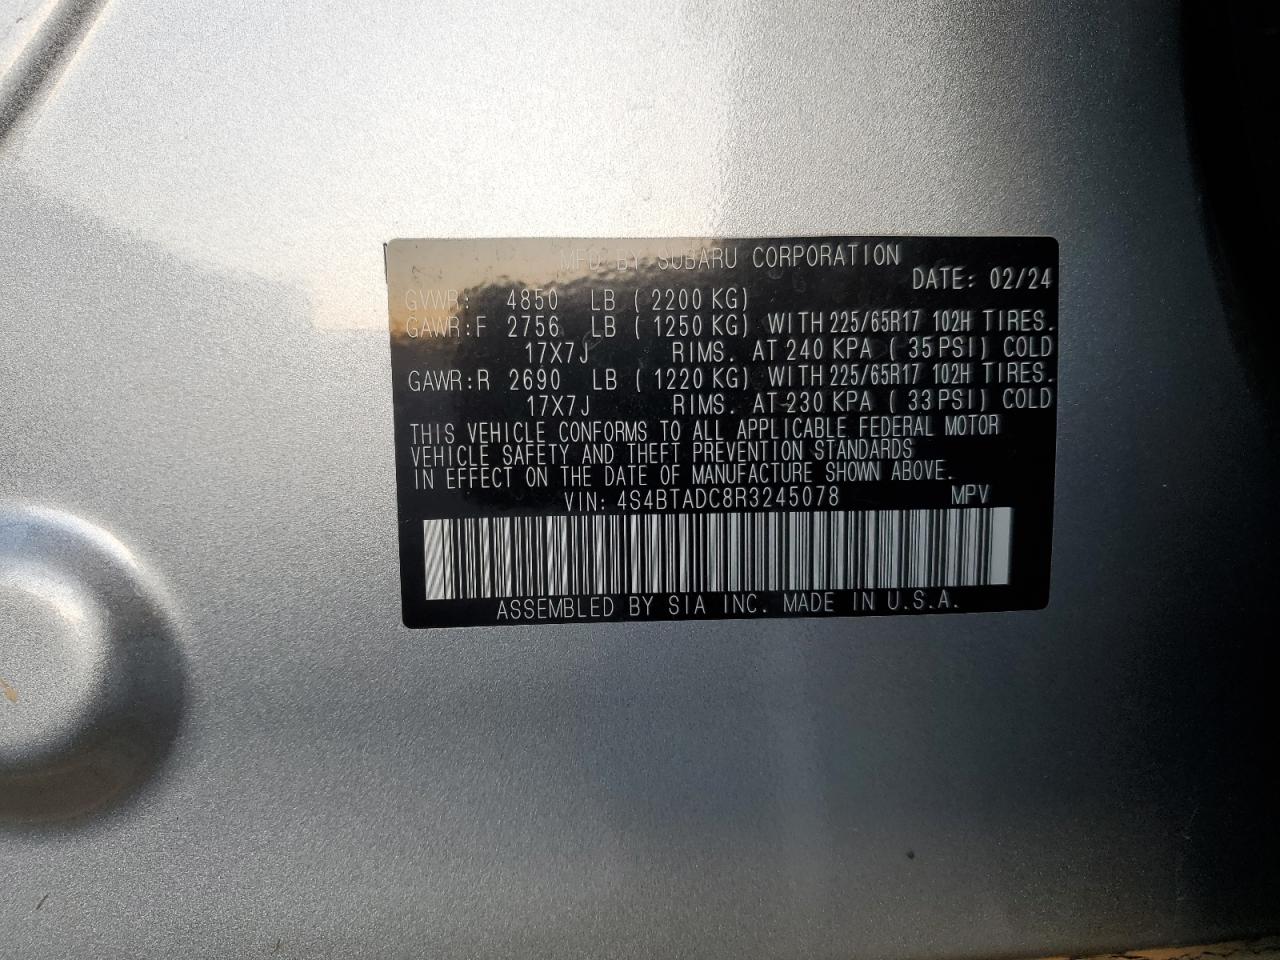 MFD BY SUBARU CORPORATION
DATE: 02/24
GVWR: 4850 LB ( 2200 KG)
GAWR:F 2756 LB ( 1250 KG) WITH 225/65R17 102H TIRES.
17X7J RIMS. AT 240 KPA ( 35 PSI) COLD
GAWR:R 2690 LB ( 1220 KG) WITH 225/65R17 102H TIRES.
17X7J RIMS. AT 230 KPA ( 33 PSI) COLD
THIS VEHICLE CONFORMS TO ALL APPLICABLE FEDERAL MOTOR
VEHICLE SAFETY AND THEFT PREVENTION STANDARDS
IN EFFECT ON THE DATE OF MANUFACTURE SHOWN ABOVE.
VIN: 4S4BTADC8R3245078 MPV
ASSEMBLED BY SIA INC. MADE IN U.S.A.